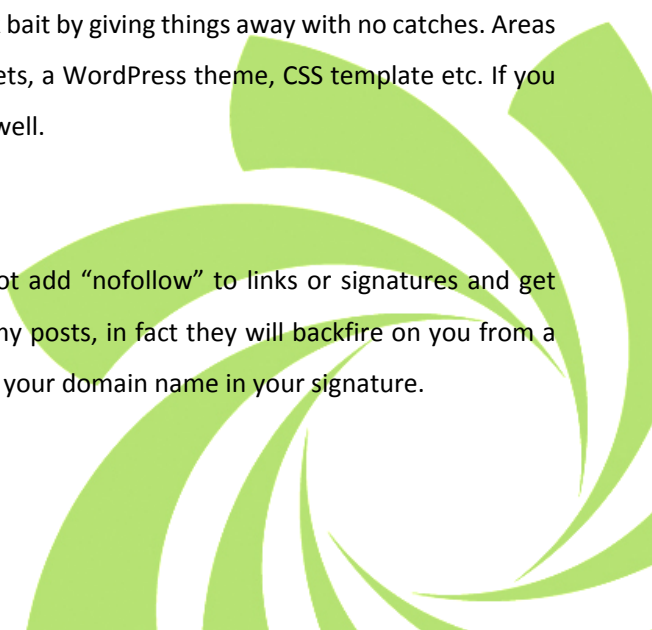 bait by giving things away with no catches. Areas
ets, a WordPress theme, CSS template etc. If you
well.
ot add “nofollow” to links or signatures and get
ny posts, in fact they will backfire on you from a
your domain name in your signature.